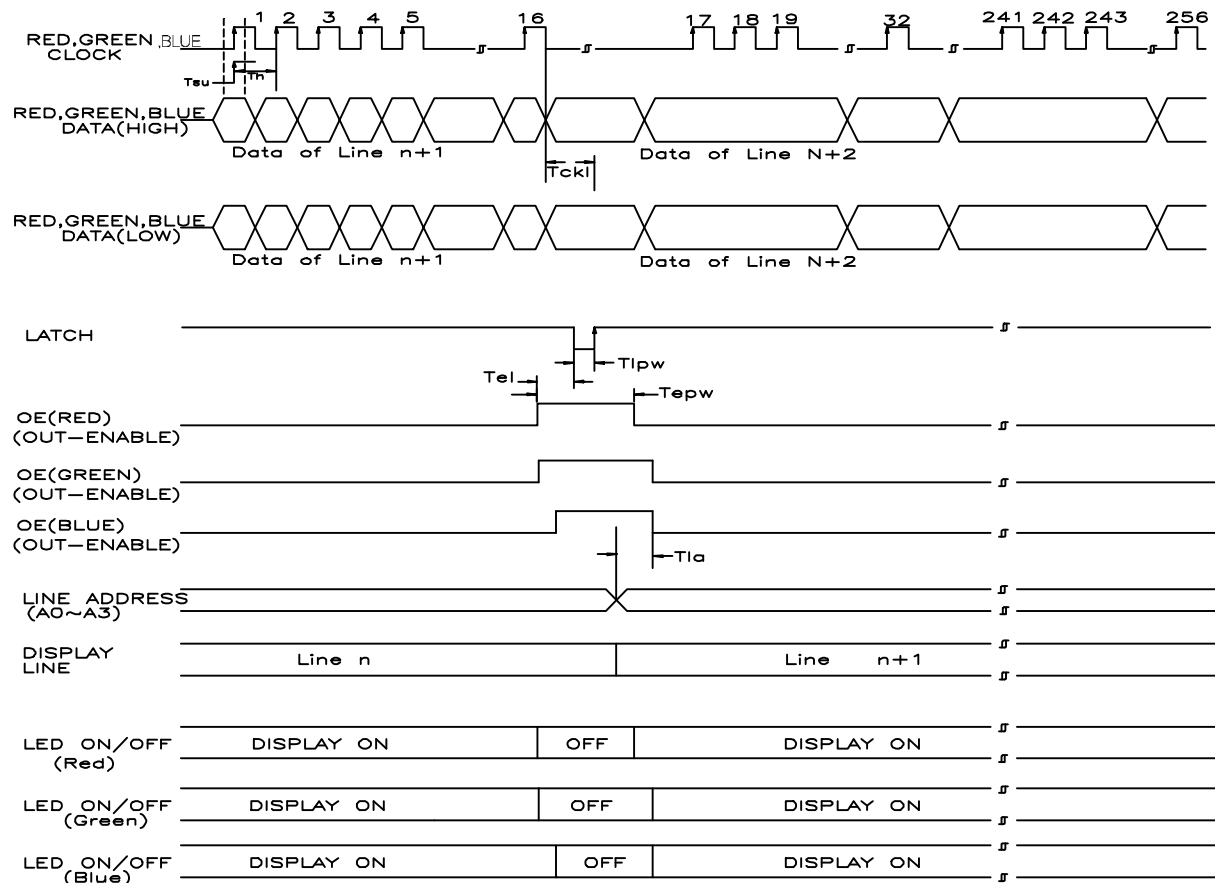 1 2 3 4 5 16 17 18 19 32 241 242 243 256
RED,GREEN,BLUE
CLOCK
Tsu
Th
RED,GREEN,BLUE
DATA(HIGH)
Data of Line n+1
Data of Line N+2
Tckl
RED,GREEN,BLUE
DATA(LOW)
Data of Line n+1
Data of Line N+2
LATCH
Tlpw
Tel
Tepw
OE(RED)
(OUT-ENABLE)
OE(GREEN)
(OUT-ENABLE)
OE(BLUE)
(OUT-ENABLE)
Tla
LINE ADDRESS
(A0~A3)
DISPLAY
LINE
Line n
Line n+1
LED ON/OFF
(Red)
DISPLAY ON
OFF
DISPLAY ON
LED ON/OFF
(Green)
DISPLAY ON
OFF
DISPLAY ON
LED ON/OFF
(Blue)
DISPLAY ON
OFF
DISPLAY ON